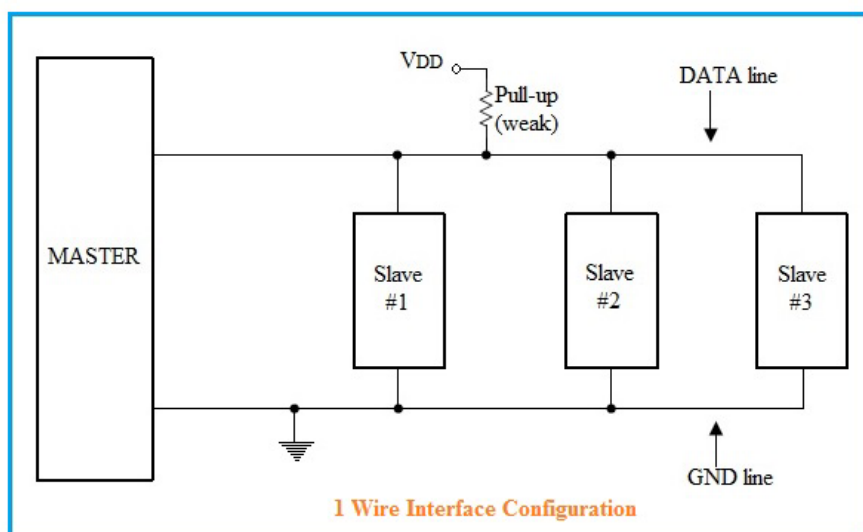 VDD
Pull-up
(weak)
DATA line
MASTER
Slave
#1
Slave
#2
Slave
#3
GND line
1 Wire Interface Configuration